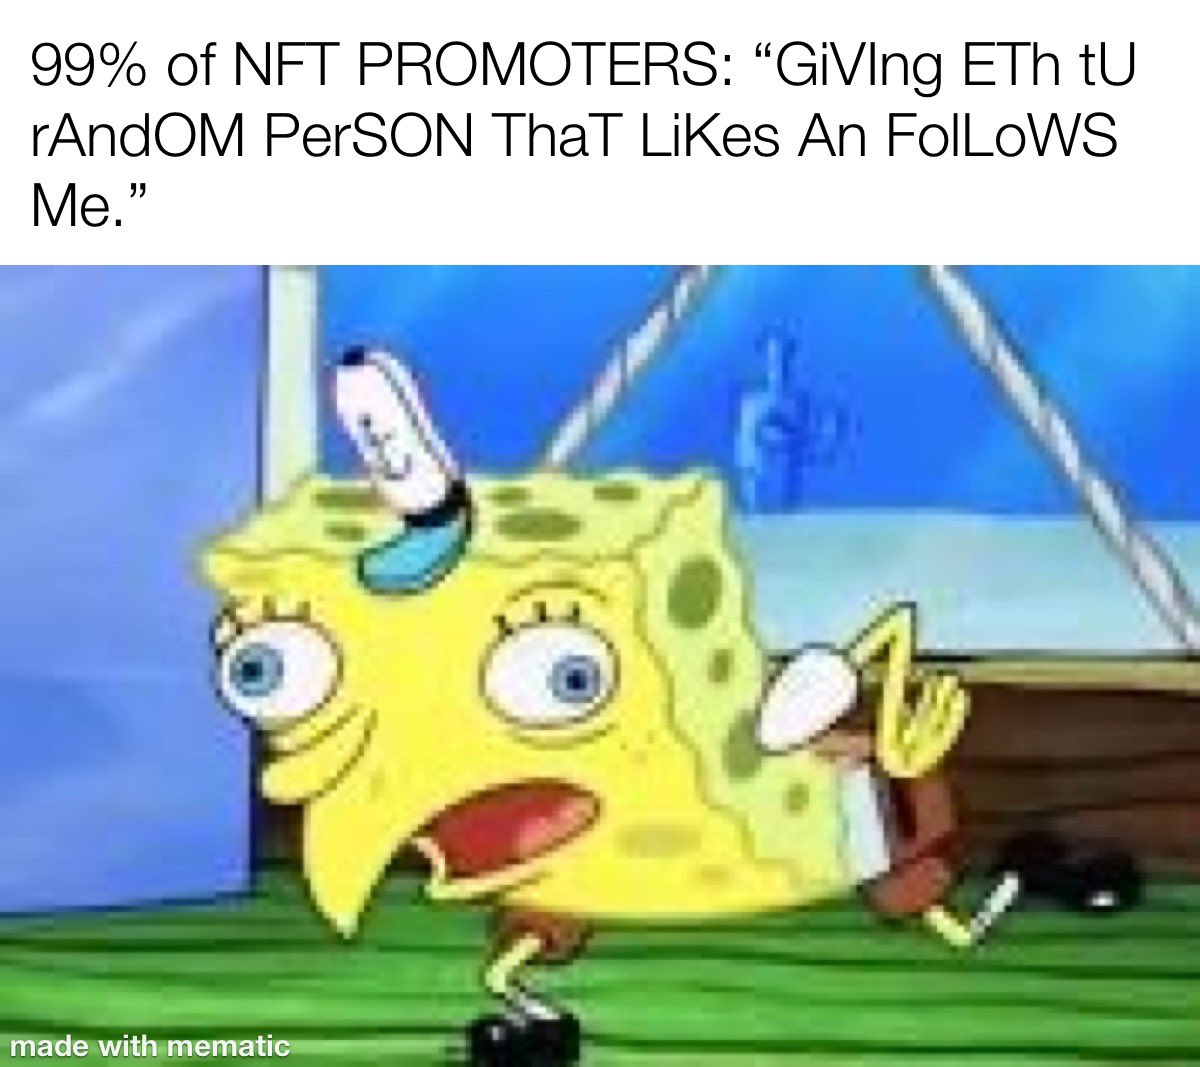 99% of NFT PROMOTERS: “GiVIng ETh tU
rAndOM PerSON ThaT LiKes An FolLoWS
Me.”
made with mematic